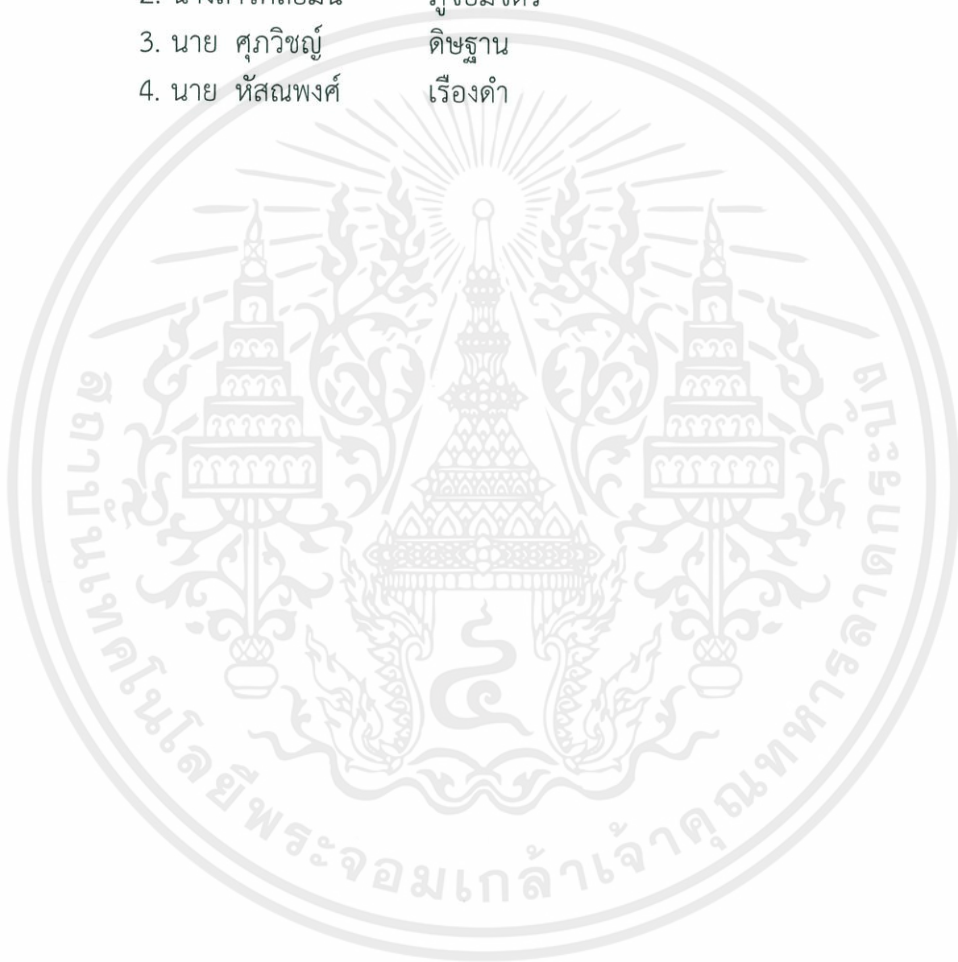 3. นาย ศุภวิชญ์ ดิษฐาน
4. นาย หัสณพงศ์ เรืองดำ
สถาบันเทคโนโลยีพระจอมเกล้าเจ้าคุณทหารลาดกระบัง